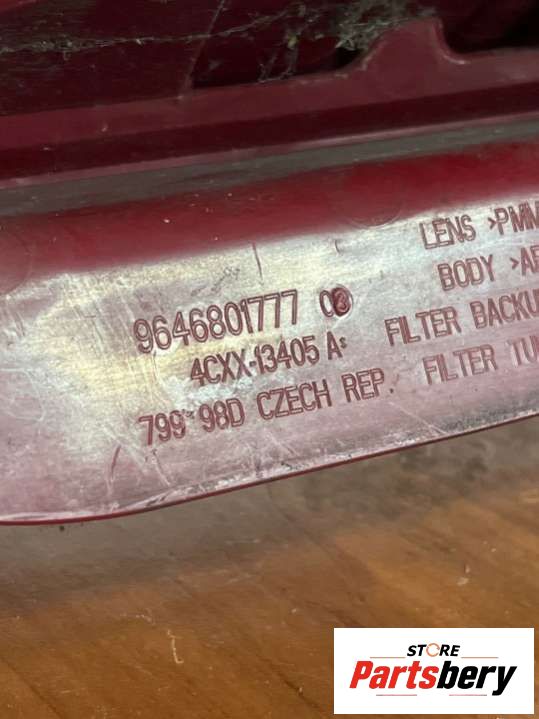 9646801777 03
4CXX-13405 A
799 98D CZECH REP.
LENS >PMM
BODY >AB
FILTER BACKU
FILTER TU
STORE
Partsbery